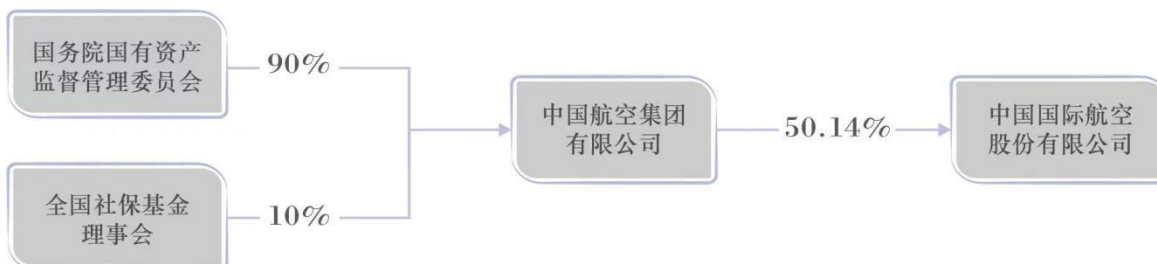 国务院国有资产
监督管理委员会
90%
中国航空集团
有限公司
50.14%
中国国际航空
股份有限公司
全国社保基金
理事会
10%